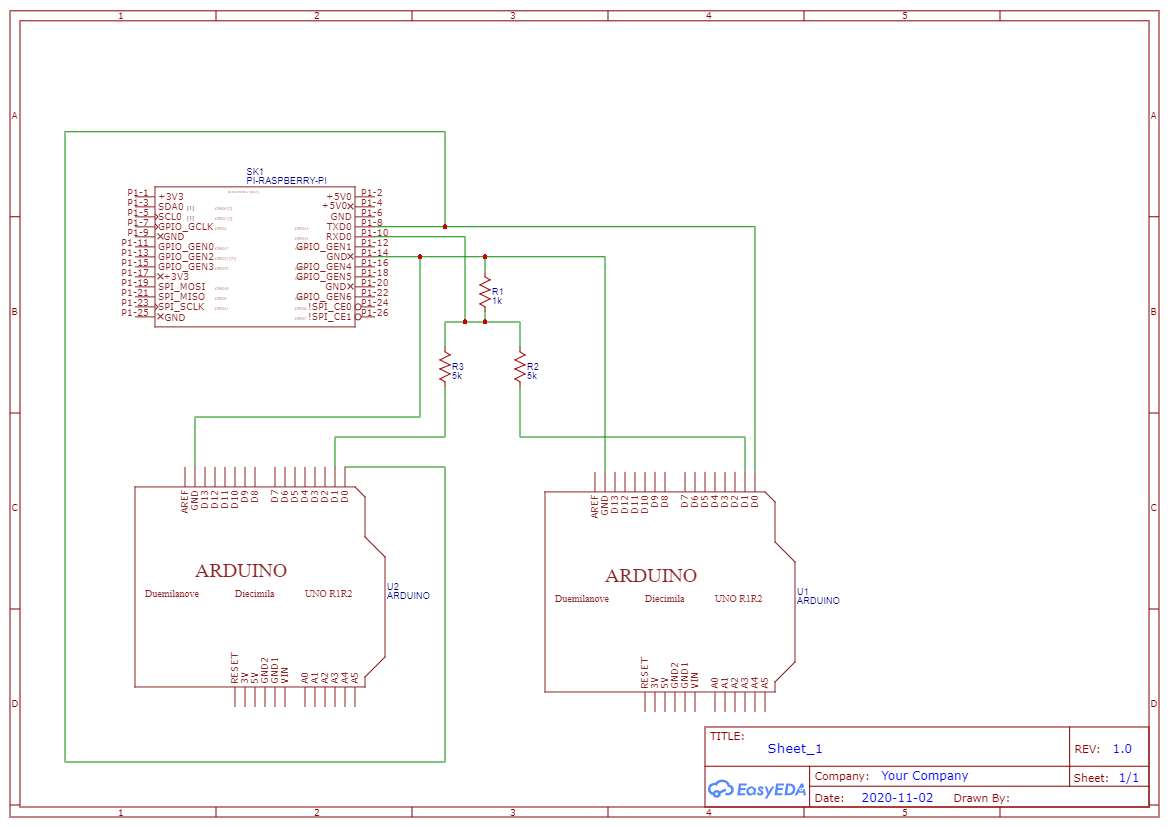 1 2 3 4 5
A A
B B
C C
D D
SK1
PI-RASPBERRY-PI
P1-1 +3V3 +5V0 P1-2
P1-3 SDA0 [1] +5V0 P1-4
P1-5 SCL0 [1] GND P1-6
P1-7 GPIO_GCLK TXD0 P1-8
P1-9 GND RXD0 P1-10
P1-11 GPIO_GEN0 GPIO_GEN1 P1-12
P1-13 GPIO_GEN2 GND P1-14
P1-15 GPIO_GEN3 GPIO_GEN4 P1-16
P1-17 +3V3 GPIO_GEN5 P1-18
P1-19 SPI_MOSI GND P1-20
P1-21 SPI_MISO GPIO_GEN6 P1-22
P1-23 SPI_SCLK !SPI_CE0 P1-24
P1-25 GND !SPI_CE1 P1-26
R1
1k
R3
5k
R2
5k
AREF GND D13 D12 D11 D10 D9 D8 D7 D6 D5 D4 D3 D2 D1 D0
ARDUINO
Duemilanove Diecimila UNO R1R2
U2
ARDUINO
RESET 3V 5V GND2 GND1 VIN A0 A1 A2 A3 A4 A5
AREF GND D13 D12 D11 D10 D9 D8 D7 D6 D5 D4 D3 D2 D1 D0
ARDUINO
Duemilanove Diecimila UNO R1R2
U1
ARDUINO
RESET 3V 5V GND2 GND1 VIN A0 A1 A2 A3 A4 A5
TITLE:
Sheet_1
REV: 1.0
EasyEDA
Company: Your Company
Sheet: 1/1
Date: 2020-11-02 Drawn By:
1 2 3 4 5